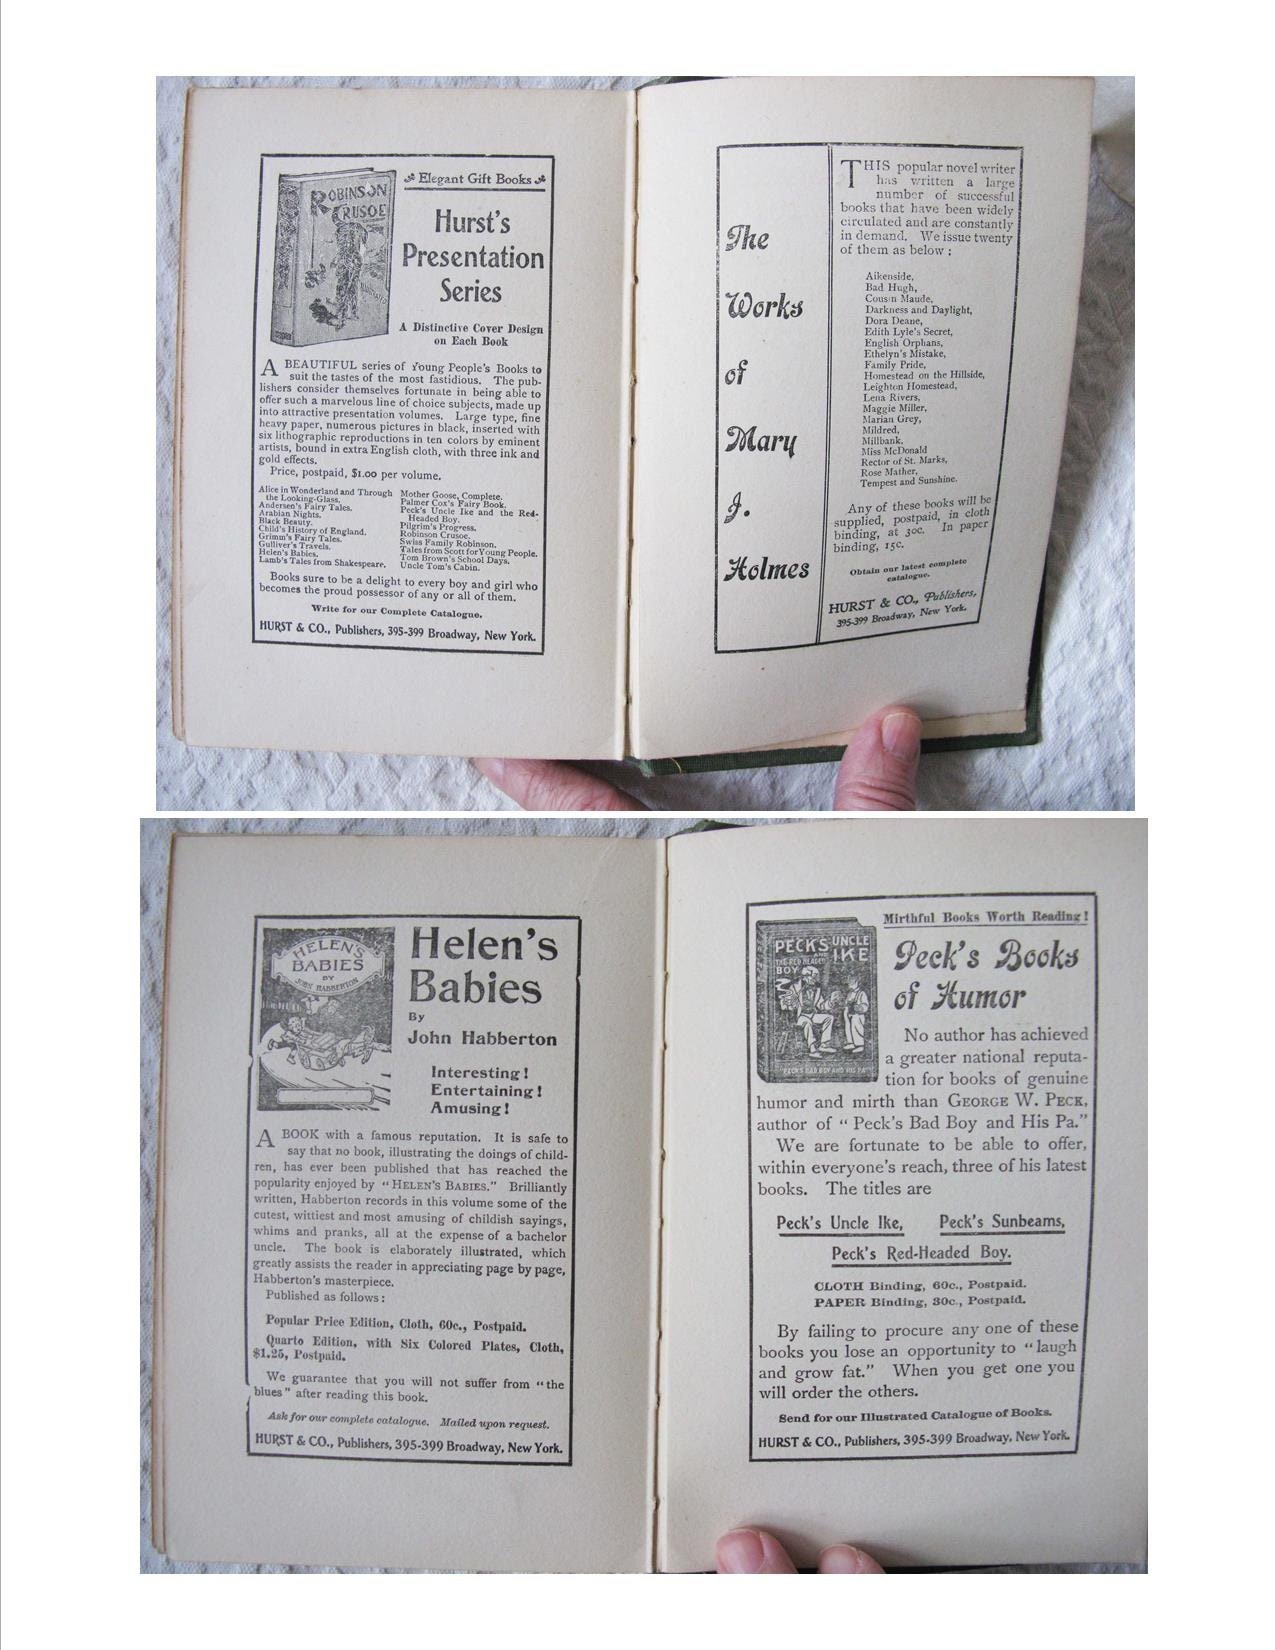 ROBINSON
CRUSOE
Elegant Gift Books
Hurst's
Presentation
Series
A Distinctive Cover Design
on Each Book
A BEAUTIFUL series of Young People's Books to
suit the tastes of the most fastidious. The pub-
lishers consider themselves fortunate in being able to
offer such a marvelous line of choice subjects, made up
into attractive presentation volumes. Large type, fine
heavy paper, numerous pictures in black, inserted with
six lithographic reproductions in ten colors by eminent
artists, bound in extra English cloth, with three ink and
gold effects.
Price, postpaid, $1.00 per volume.
Alice in Wonderland and Through
the Looking-Glass.
Andersen's Fairy Tales.
Arabian Nights.
Black Beauty.
Child's History of England.
Grimm's Fairy Tales.
Gulliver's Travels.
Helen's Babies.
Lamb's Tales from Shakespeare.
Mother Goose, Complete.
Palmer Cox's Fairy Book.
Peck's Uncle Ike and the Red-
Headed Boy.
Pilgrim's Progress.
Robinson Crusoe.
Swiss Family Robinson.
Tales from Scott for Young People.
Tom Brown's School Days.
Uncle Tom's Cabin.
Books sure to be a delight to every boy and girl who
becomes the proud possessor of any or all of them.
Write for our Complete Catalogue.
HURST & CO., Publishers, 395-399 Broadway, New York.
The
Works
of
Mary
J.
Holmes
THIS popular novel writer
has written a large
number of successful
books that have been widely
circulated and are constantly
in demand. We issue twenty
of them as below:
Aikenside,
Bad Hugh,
Cousin Maude,
Darkness and Daylight,
Dora Deane,
Edith Lyle's Secret,
English Orphans,
Ethelyn's Mistake,
Family Pride,
Homestead on the Hillside,
Leighton Homestead,
Lena Rivers,
Maggie Miller,
Marian Grey,
Mildred,
Millbank,
Miss McDonald
Rector of St. Marks,
Rose Mather,
Tempest and Sunshine.
Any of these books will be
supplied, postpaid, in cloth
binding, at 30c. In paper
binding, 15c.
Obtain our latest complete
catalogue.
HURST & CO., Publishers,
395-399 Broadway, New York.
HELEN'S
BABIES
BY
JOHN HABBERTON
Helen's
Babies
By
John Habberton
Interesting!
Entertaining!
Amusing!
A BOOK with a famous reputation. It is safe to
say that no book, illustrating the doings of child-
ren, has ever been published that has reached the
popularity enjoyed by "HELEN'S BABIES." Brilliantly
written, Habberton records in this volume some of the
cutest, wittiest and most amusing of childish sayings,
whims and pranks, all at the expense of a bachelor
uncle. The book is elaborately illustrated, which
greatly assists the reader in appreciating page by page,
Habberton's masterpiece.
Published as follows:
Popular Price Edition, Cloth, 60c., Postpaid.
Quarto Edition, with Six Colored Plates, Cloth,
$1.25, Postpaid.
We guarantee that you will not suffer from "the
blues" after reading this book.
Ask for our complete catalogue. Mailed upon request.
HURST & CO., Publishers, 395-399 Broadway, New York.
PECK'S UNCLE
AND IKE
THE RED HEADED
BOY
"PECK'S BAD BOY AND HIS PA"
Mirthful Books Worth Reading!
Peck's Books
of Humor
No author has achieved
a greater national reputa-
tion for books of genuine
humor and mirth than GEORGE W. PECK,
author of "Peck's Bad Boy and His Pa."
We are fortunate to be able to offer,
within everyone's reach, three of his latest
books. The titles are
Peck's Uncle Ike, Peck's Sunbeams,
Peck's Red-Headed Boy.
CLOTH Binding, 60c., Postpaid.
PAPER Binding, 30c., Postpaid.
By failing to procure any one of these
books you lose an opportunity to "laugh
and grow fat." When you get one you
will order the others.
Send for our Illustrated Catalogue of Books.
HURST & CO., Publishers, 395-399 Broadway, New York.